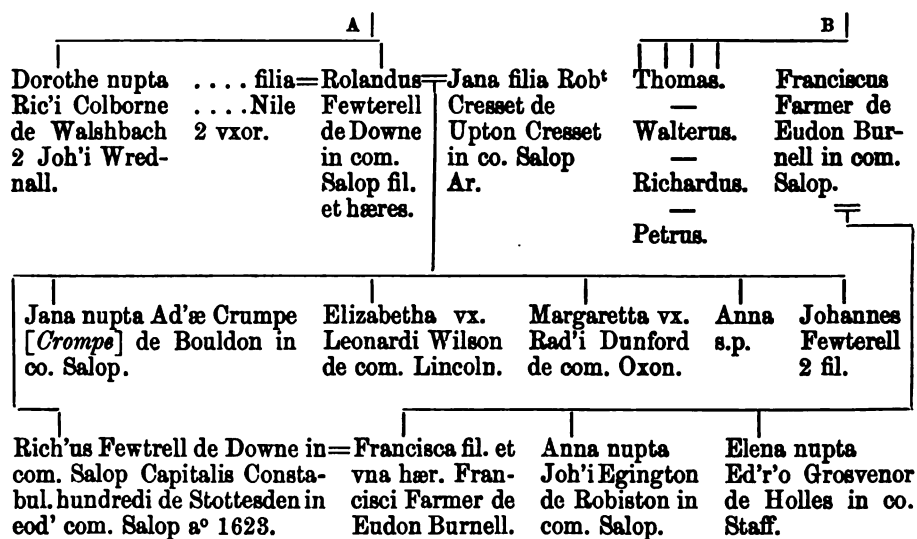 A B
Dorothe nupta
Ric'i Colborne
de Walshbach
2 Joh'i Wred-
nall.
. . . . filia=
. . . . Nile
2 vxor.
Rolandus=
Fewterell
de Downe
in com.
Salop fil.
et hæres.
Jana filia Robᵗ
Cresset de
Upton Cresset
in co. Salop
Ar.
Thomas.
—
Walterus.
—
Richardus.
—
Petrus.
Franciscus
Farmer de
Eudon Bur-
nell in com.
Salop.
Jana nupta Ad'æ Crumpe
[Crompe] de Bouldon in
co. Salop.
Elizabetha vx.
Leonardi Wilson
de com. Lincoln.
Margaretta vx.
Rad'i Dunford
de com. Oxon.
Anna
s.p.
Johannes
Fewterell
2 fil.
Rich'us Fewtrell de Downe in=
com. Salop Capitalis Consta-
bul. hundredi de Stottesden in
eod' com. Salop aº 1623.
Francisca fil. et
vna hær. Fran-
cisci Farmer de
Eudon Burnell.
Anna nupta
Joh'i Egington
de Robiston in
com. Salop.
Elena nupta
Ed'r'o Grosvenor
de Holles in co.
Staff.